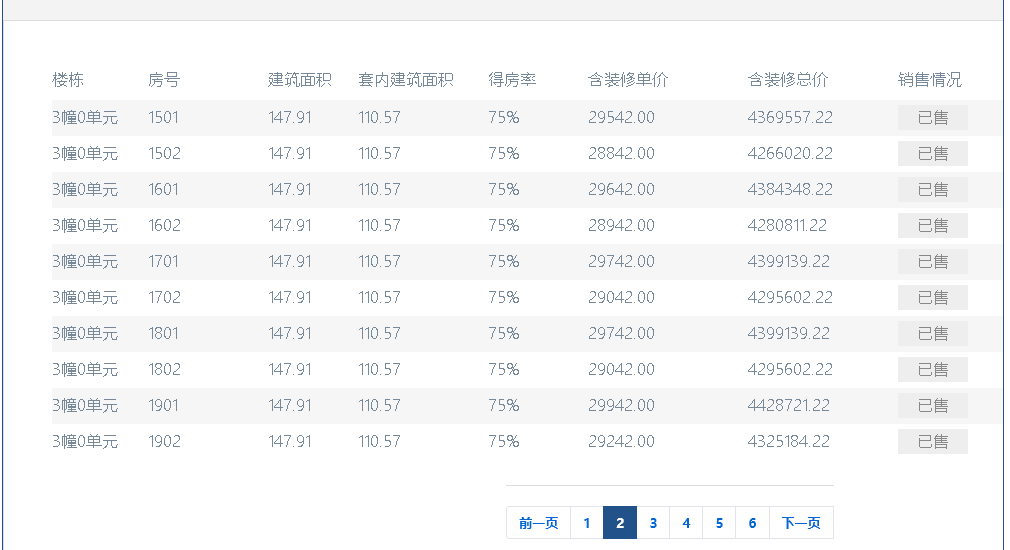 楼栋 房号 建筑面积 套内建筑面积 得房率 含装修单价 含装修总价 销售情况
3幢0单元 1501 147.91 110.57 75% 29542.00 4369557.22 已售
3幢0单元 1502 147.91 110.57 75% 28842.00 4266020.22 已售
3幢0单元 1601 147.91 110.57 75% 29642.00 4384348.22 已售
3幢0单元 1602 147.91 110.57 75% 28942.00 4280811.22 已售
3幢0单元 1701 147.91 110.57 75% 29742.00 4399139.22 已售
3幢0单元 1702 147.91 110.57 75% 29042.00 4295602.22 已售
3幢0单元 1801 147.91 110.57 75% 29742.00 4399139.22 已售
3幢0单元 1802 147.91 110.57 75% 29042.00 4295602.22 已售
3幢0单元 1901 147.91 110.57 75% 29942.00 4428721.22 已售
3幢0单元 1902 147.91 110.57 75% 29242.00 4325184.22 已售
前一页 1 2 3 4 5 6 下一页